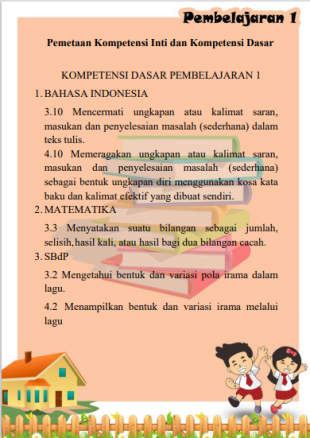 Pembelajaran 1
Pemetaan Kompetensi Inti dan Kompetensi Dasar
KOMPETENSI DASAR PEMBELAJARAN 1
1. BAHASA INDONESIA
3.10 Mencermati ungkapan atau kalimat saran,
masukan dan penyelesaian masalah (sederhana) dalam
teks tulis.
4.10 Memeragakan ungkapan atau kalimat saran,
masukan dan penyelesaian masalah (sederhana)
sebagai bentuk ungkapan diri menggunakan kosa kata
baku dan kalimat efektif yang dibuat sendiri.
2. MATEMATIKA
3.3 Menyatakan suatu bilangan sebagai jumlah,
selisih,hasil kali, atau hasil bagi dua bilangan cacah.
3. SBdP
3.2 Mengetahui bentuk dan variasi pola irama dalam
lagu.
4.2 Menampilkan bentuk dan variasi irama melalui
lagu